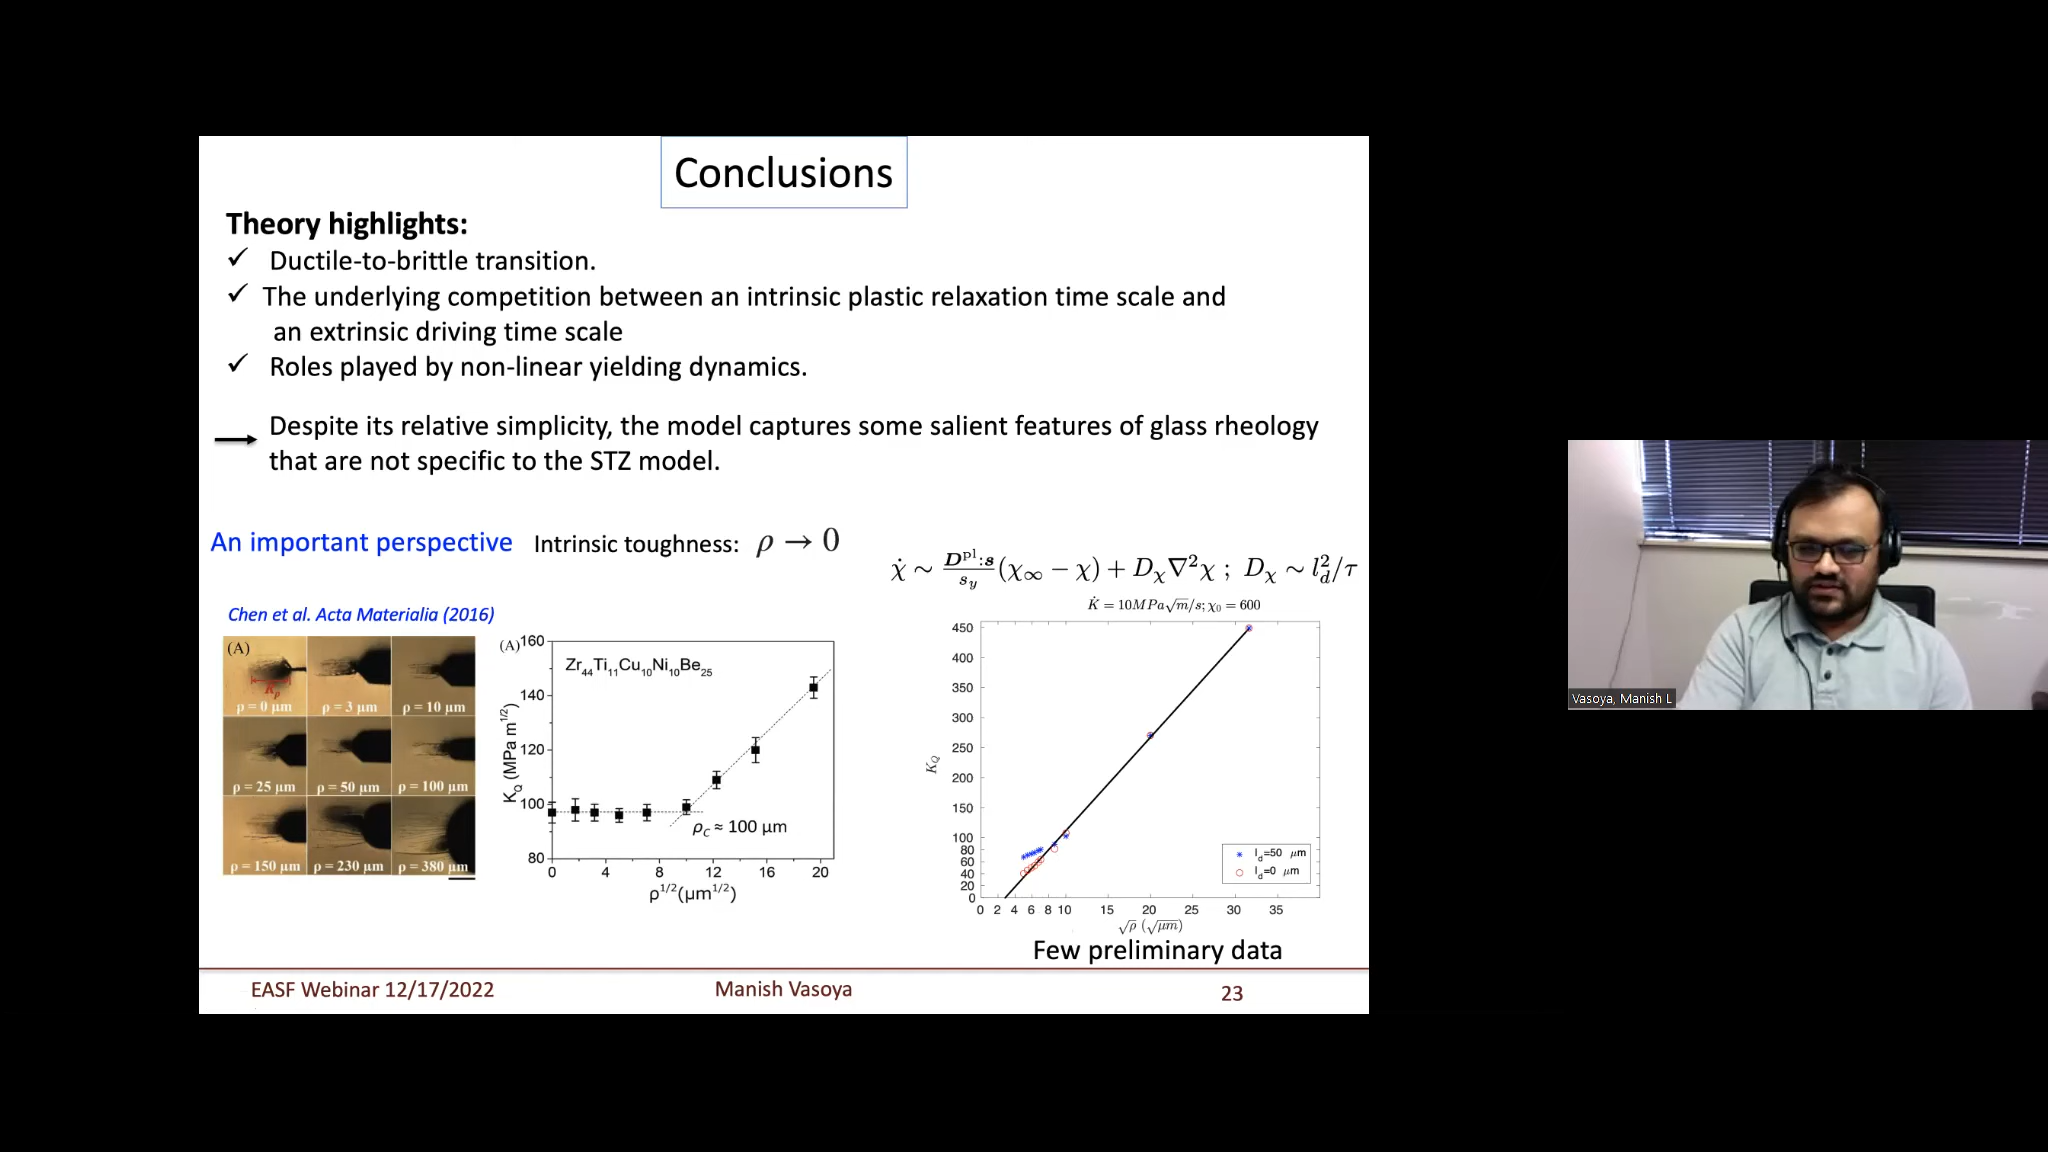 Conclusions
Theory highlights:
✓ Ductile-to-brittle transition.
✓ The underlying competition between an intrinsic plastic relaxation time scale and
an extrinsic driving time scale
✓ Roles played by non-linear yielding dynamics.
→ Despite its relative simplicity, the model captures some salient features of glass rheology
that are not specific to the STZ model.
An important perspective Intrinsic toughness: ρ → 0
χ̇ ∼ D^pl:s/s_y (χ∞ − χ) + D_χ∇²χ ; D_χ ∼ l_d²/τ
Chen et al. Acta Materialia (2016)
(A)
R_p
ρ=0 µm ρ=3 µm ρ=10 µm
ρ=25 µm ρ=50 µm ρ=100 µm
ρ=150 µm ρ=230 µm ρ=380 µm
(A)
Zr44Ti11Cu10Ni10Be25
K_Q (MPa m^1/2)
160
140
120
100
80
ρ_C ≈ 100 µm
0 4 8 12 16 20
ρ^1/2(µm^1/2)
K̇ = 10MPa√m/s; χ0 = 600
K_Q
450
400
350
300
250
200
150
100
80
60
40
20
0
l_d=50 µm
l_d=0 µm
0 2 4 6 8 10 15 20 25 30 35
√ρ (√µm)
Few preliminary data
EASF Webinar 12/17/2022 Manish Vasoya 23
Vasoya, Manish L